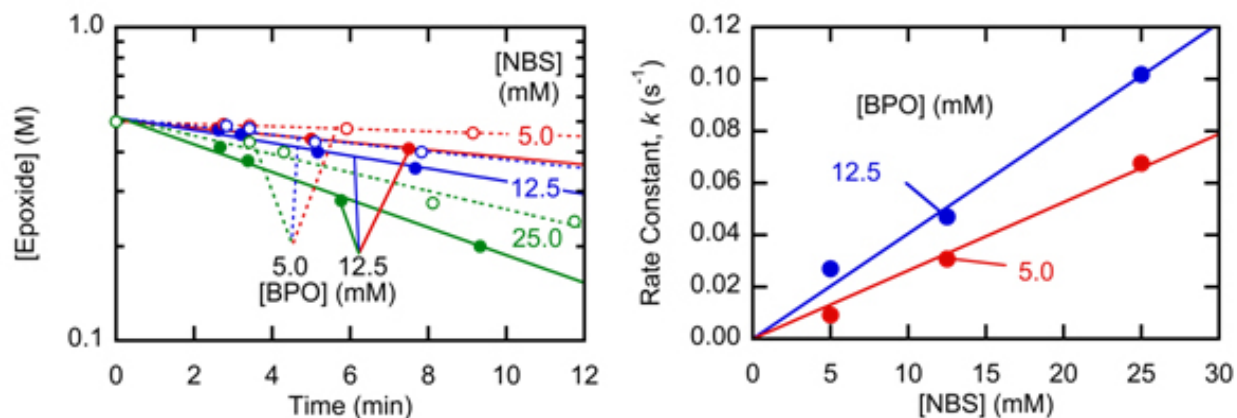 1.0
0.1
[Epoxide] (M)
0 2 4 6 8 10 12
Time (min)
[NBS]
(mM)
5.0
12.5
25.0
5.0 12.5
[BPO] (mM)
0.12
0.10
0.08
0.06
0.04
0.02
0.00
Rate Constant, k (s⁻¹)
0 5 10 15 20 25 30
[NBS] (mM)
[BPO] (mM)
12.5
5.0